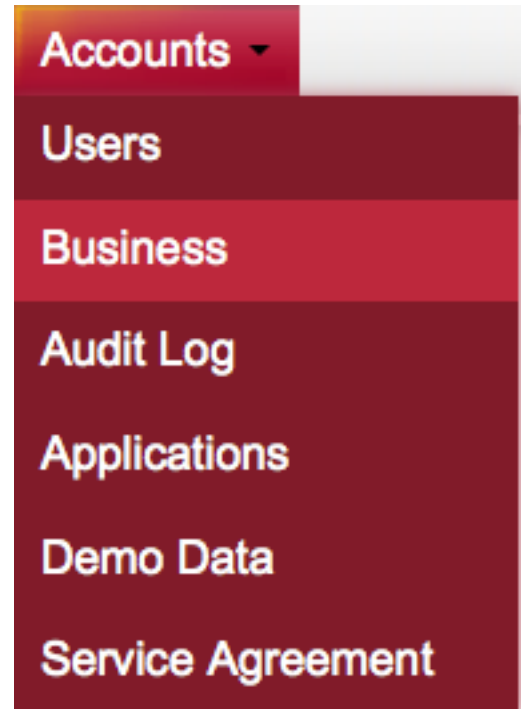 Accounts
Users
Business
Audit Log
Applications
Demo Data
Service Agreement